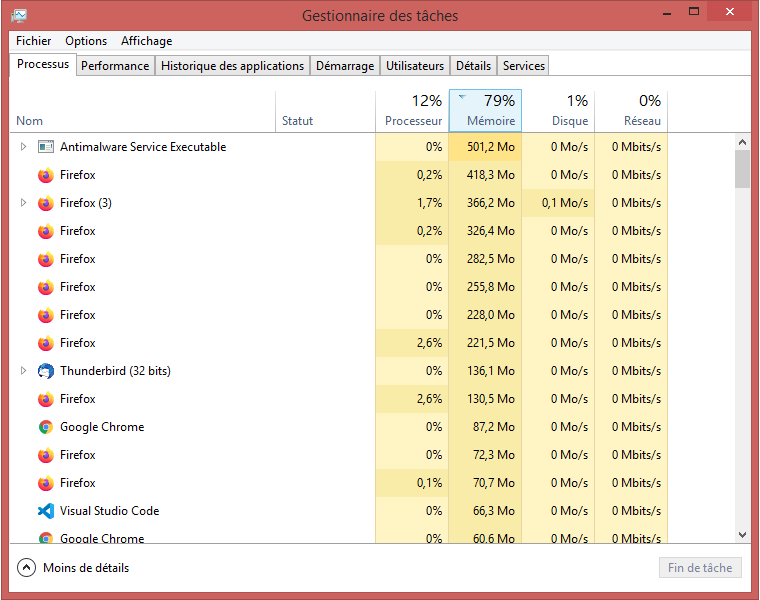 Gestionnaire des tâches
Fichier Options Affichage
Processus Performance Historique des applications Démarrage Utilisateurs Détails Services
12% 79% 1% 0%
Nom Statut Processeur Mémoire Disque Réseau
Antimalware Service Executable 0% 501,2 Mo 0 Mo/s 0 Mbits/s
Firefox 0,2% 418,3 Mo 0 Mo/s 0 Mbits/s
Firefox (3) 1,7% 366,2 Mo 0,1 Mo/s 0 Mbits/s
Firefox 0,2% 326,4 Mo 0 Mo/s 0 Mbits/s
Firefox 0% 282,5 Mo 0 Mo/s 0 Mbits/s
Firefox 0% 255,8 Mo 0 Mo/s 0 Mbits/s
Firefox 0% 228,0 Mo 0 Mo/s 0 Mbits/s
Firefox 2,6% 221,5 Mo 0 Mo/s 0 Mbits/s
Thunderbird (32 bits) 0% 136,1 Mo 0 Mo/s 0 Mbits/s
Firefox 2,6% 130,5 Mo 0 Mo/s 0 Mbits/s
Google Chrome 0% 87,2 Mo 0 Mo/s 0 Mbits/s
Firefox 0% 72,3 Mo 0 Mo/s 0 Mbits/s
Firefox 0,1% 70,7 Mo 0 Mo/s 0 Mbits/s
Visual Studio Code 0% 66,3 Mo 0 Mo/s 0 Mbits/s
Google Chrome 0% 60,6 Mo 0 Mo/s 0 Mbits/s
Moins de détails Fin de tâche